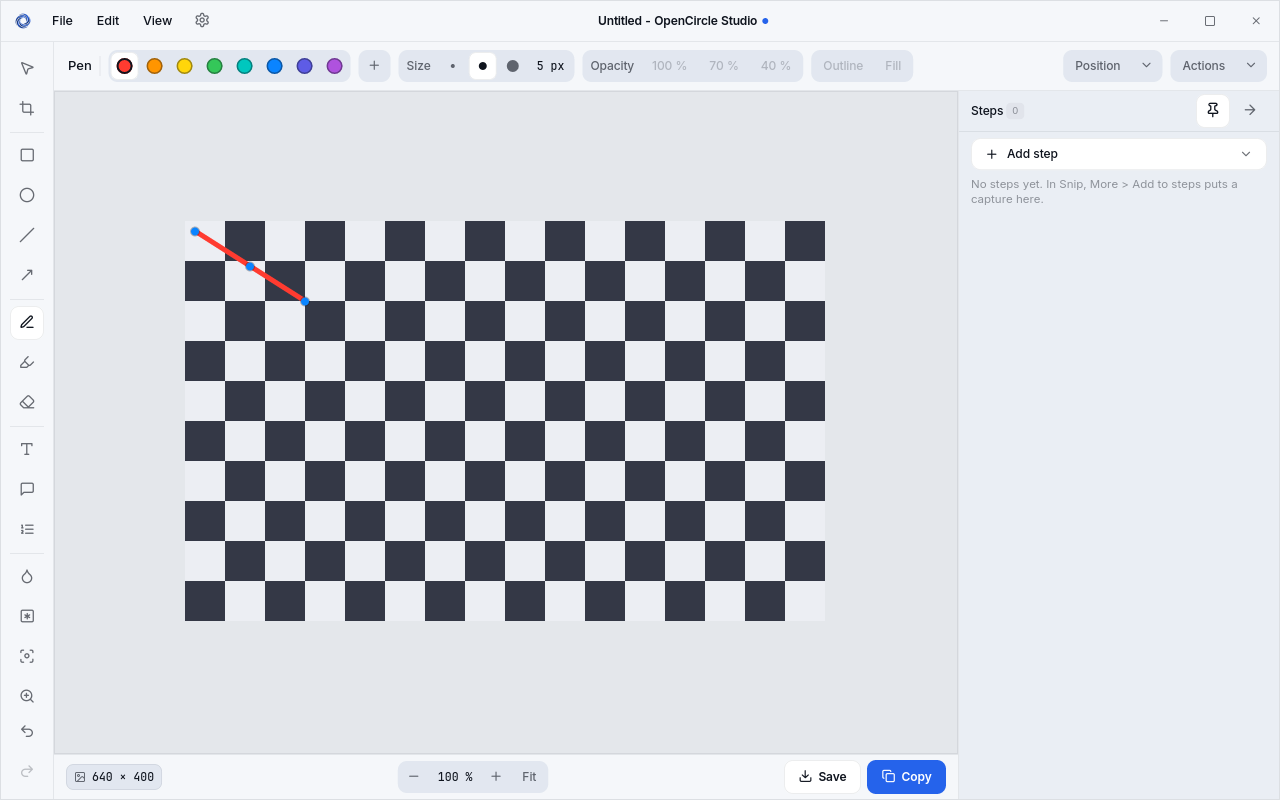 File Edit View
Untitled - OpenCircle Studio
Pen
Size
5 px
Opacity 100 % 70 % 40 %
Outline Fill
Position
Actions
Steps 0
Add step
No steps yet. In Snip, More > Add to steps puts a
capture here.
640 × 400
100 %
Fit
Save
Copy